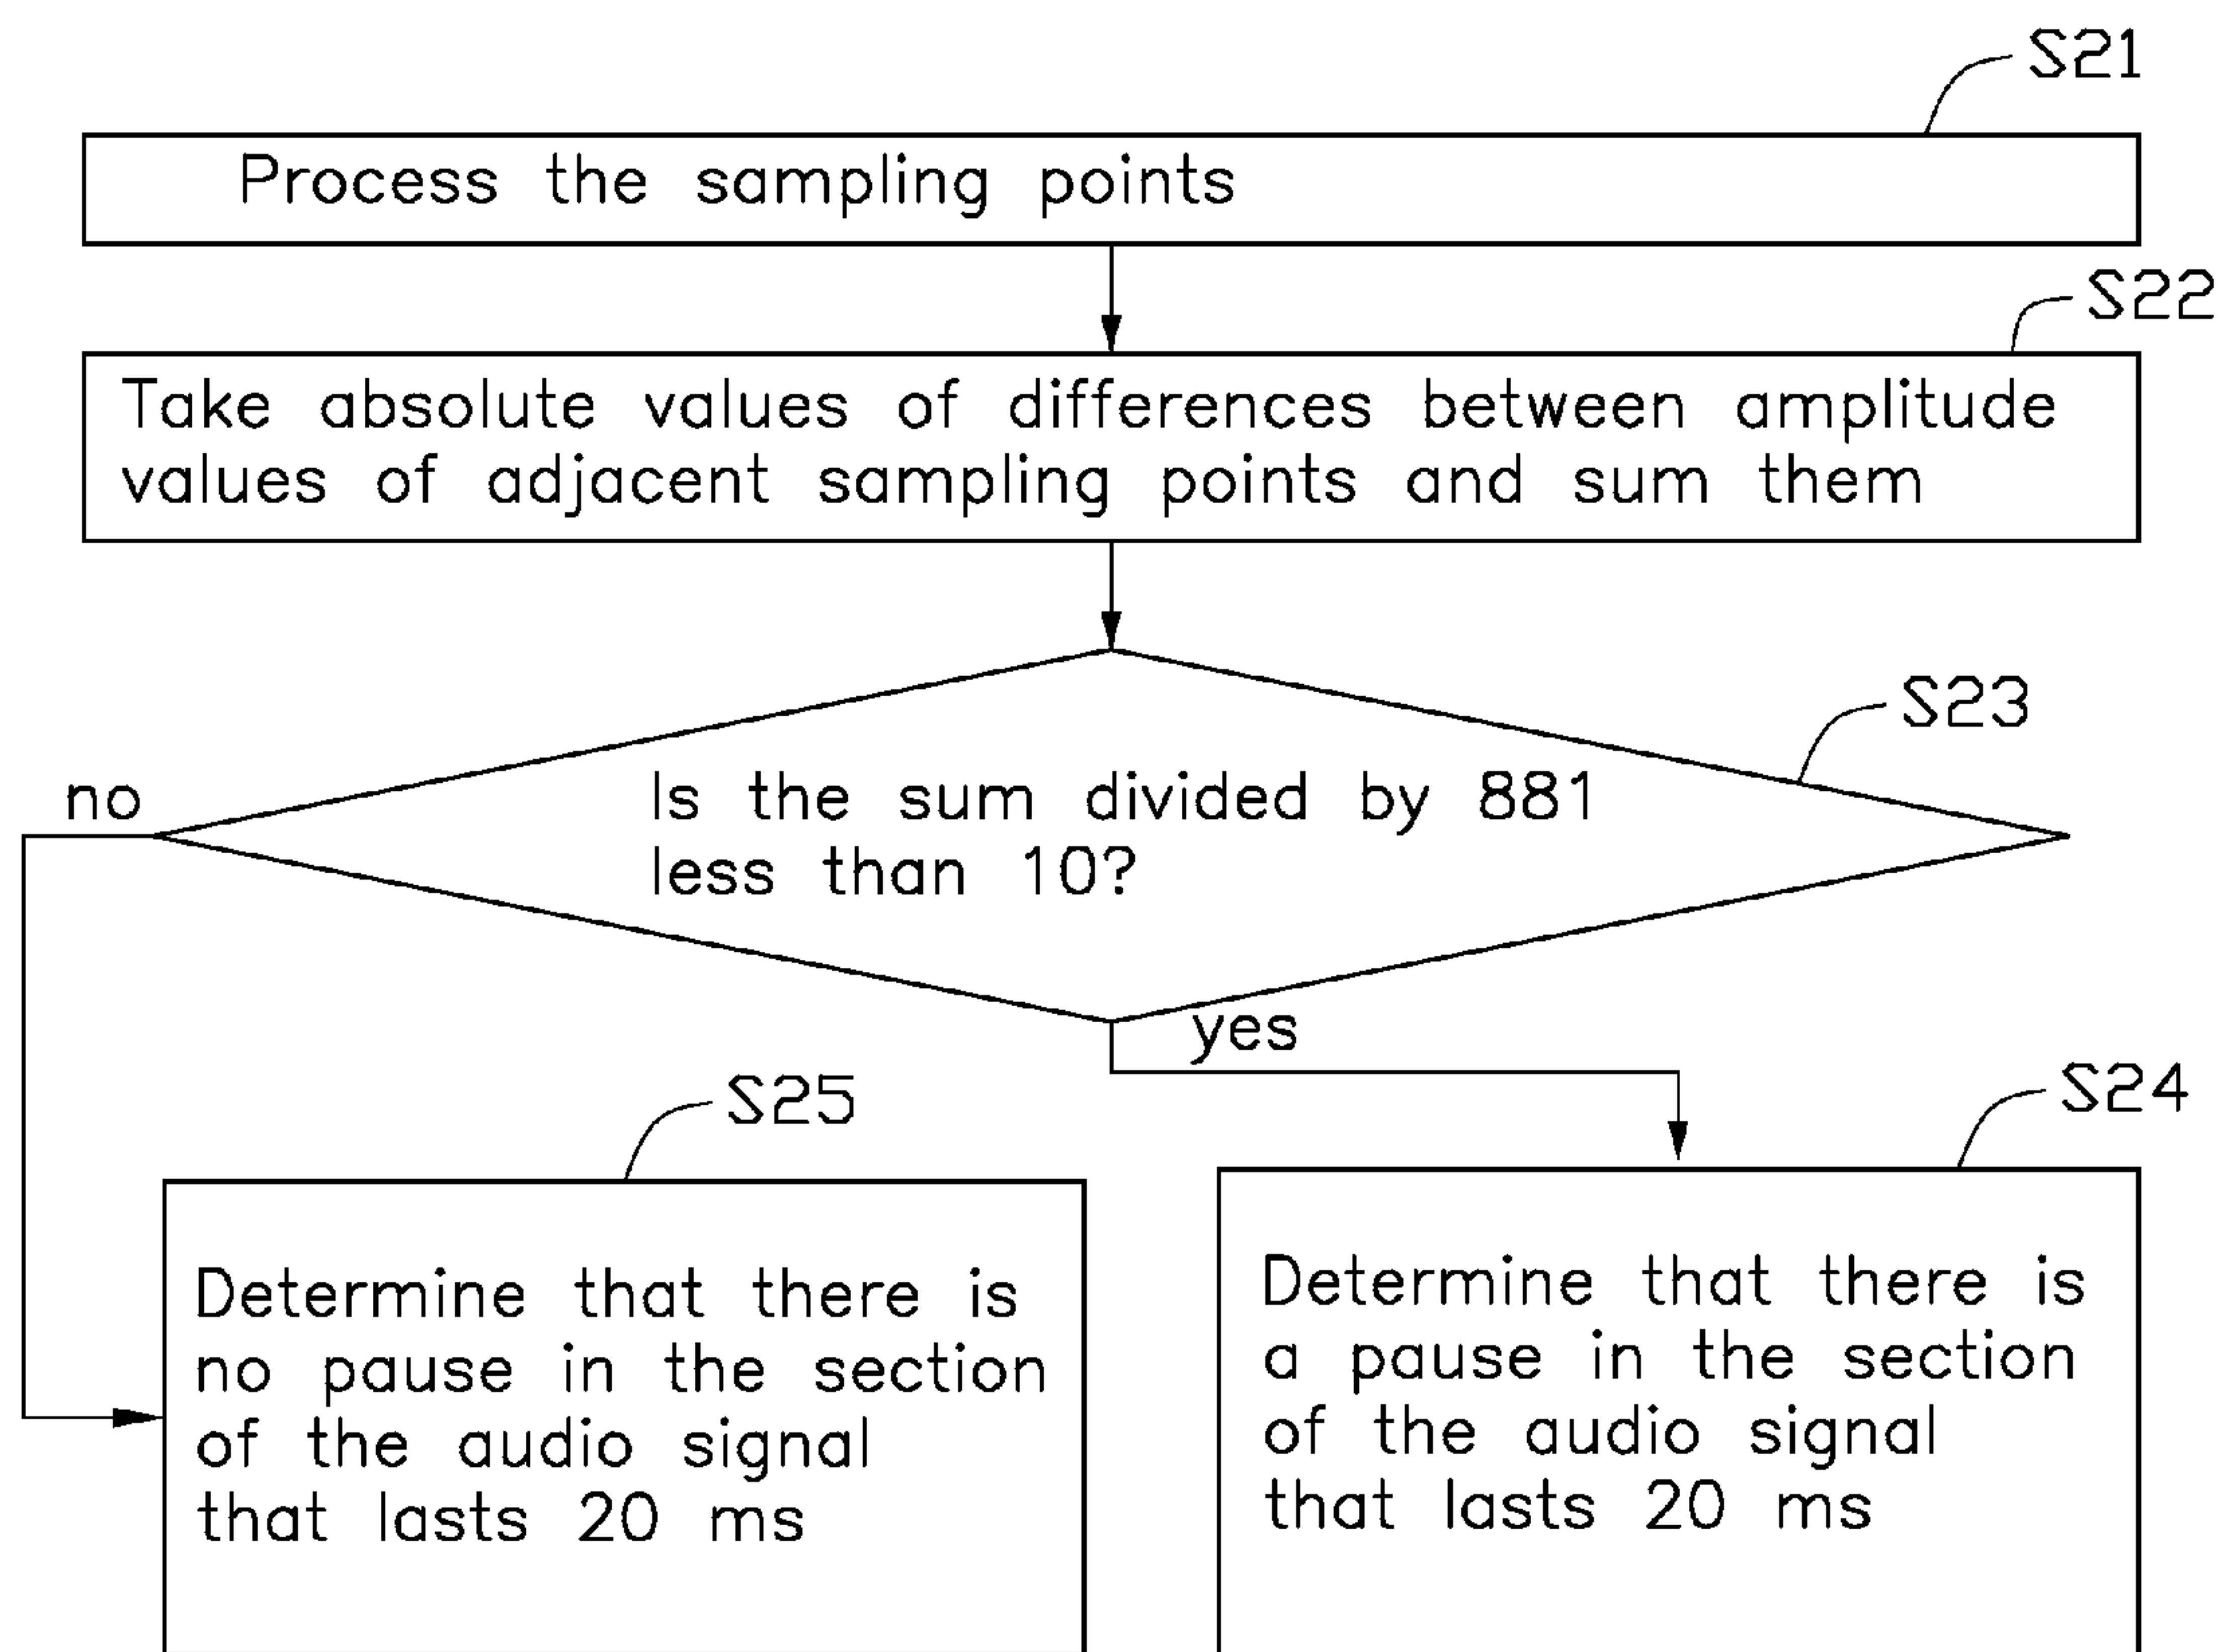 S21
Process the sampling points
S22
Take absolute values of differences between amplitude
values of adjacent sampling points and sum them
S23
no
Is the sum divided by 881
less than 10?
yes
S25
Determine that there is
no pause in the section
of the audio signal
that lasts 20 ms
S24
Determine that there is
a pause in the section
of the audio signal
that lasts 20 ms